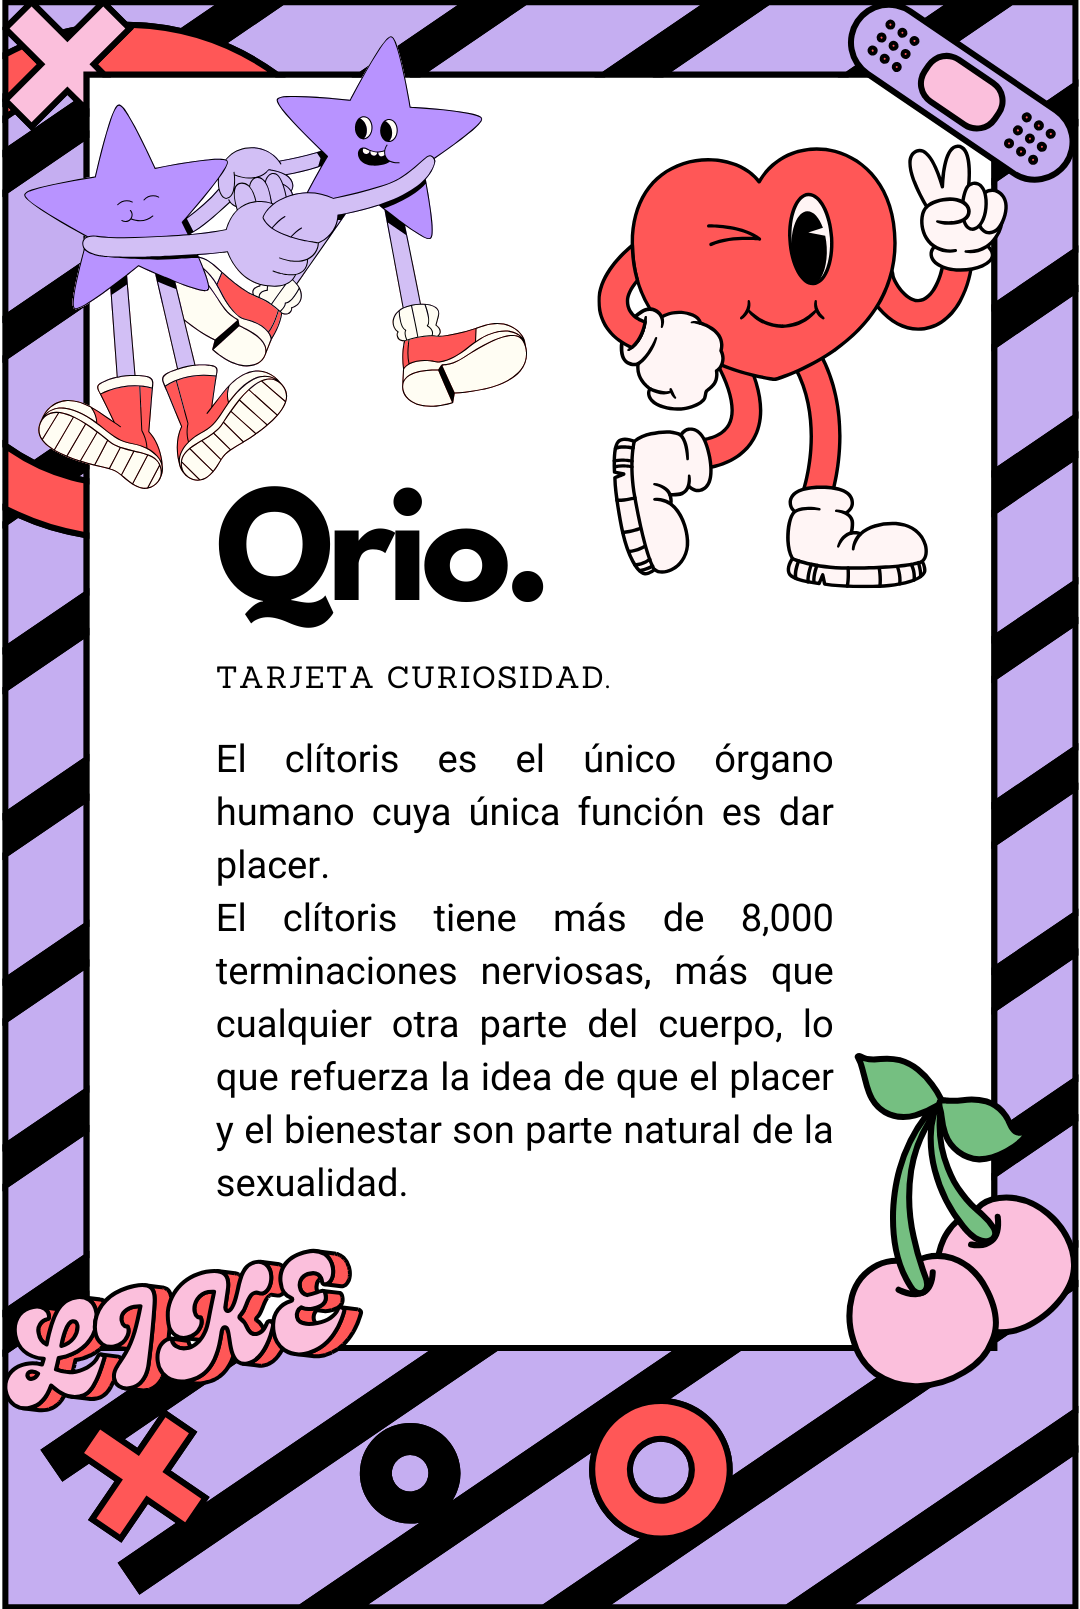 Qrio.
TARJETA CURIOSIDAD.
El clítoris es el único órgano
humano cuya única función es dar
placer.
El clítoris tiene más de 8,000
terminaciones nerviosas, más que
cualquier otra parte del cuerpo, lo
que refuerza la idea de que el placer
y el bienestar son parte natural de la
sexualidad.
LIKE